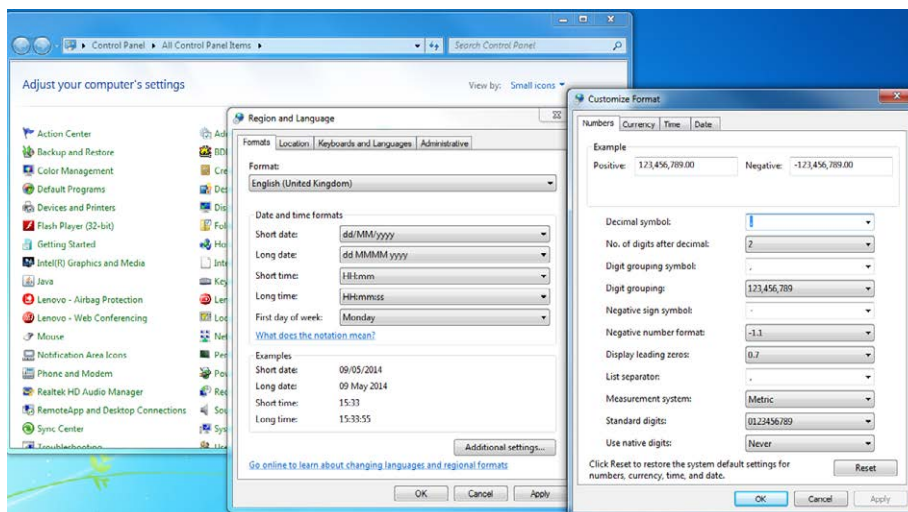 Control Panel ▸ All Control Panel Items ▸
Search Control Panel
Adjust your computer's settings
View by: Small icons
Action Center
Backup and Restore
Color Management
Default Programs
Devices and Printers
Flash Player (32-bit)
Getting Started
Intel(R) Graphics and Media
Java
Lenovo - Airbag Protection
Lenovo - Web Conferencing
Mouse
Notification Area Icons
Phone and Modem
Realtek HD Audio Manager
RemoteApp and Desktop Connections
Sync Center
Region and Language
Formats Location Keyboards and Languages Administrative
Format:
English (United Kingdom)
Date and time formats
Short date: dd/MM/yyyy
Long date: dd MMMM yyyy
Short time: HH:mm
Long time: HH:mm:ss
First day of week: Monday
What does the notation mean?
Examples
Short date: 09/05/2014
Long date: 09 May 2014
Short time: 15:33
Long time: 15:33:55
Additional settings...
Go online to learn about changing languages and regional formats
OK Cancel Apply
Customize Format
Numbers Currency Time Date
Example
Positive: 123,456,789.00 Negative: -123,456,789.00
Decimal symbol:
No. of digits after decimal: 2
Digit grouping symbol: ,
Digit grouping: 123,456,789
Negative sign symbol: -
Negative number format: -1.1
Display leading zeros: 0.7
List separator: ,
Measurement system: Metric
Standard digits: 0123456789
Use native digits: Never
Click Reset to restore the system default settings for
numbers, currency, time, and date.
Reset
OK Cancel Apply